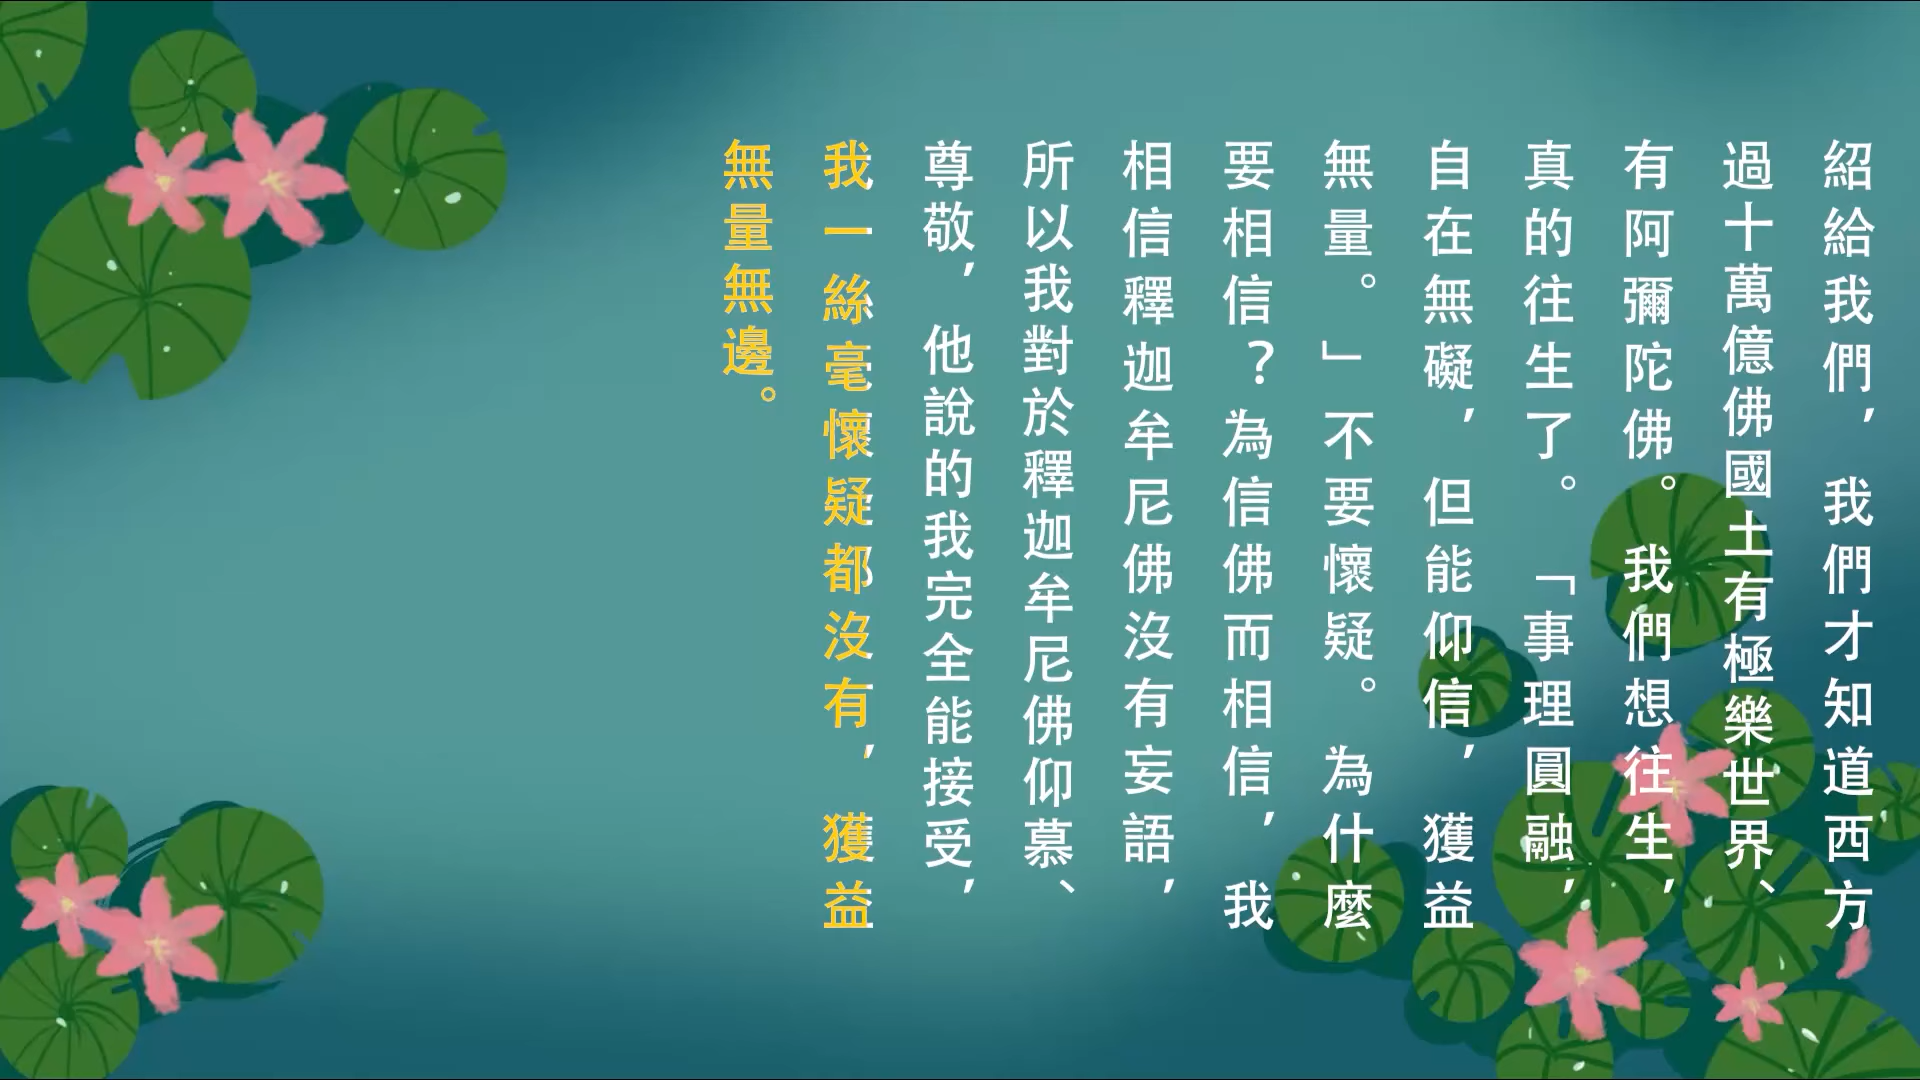 紹給我們，我們才知道西方
過十萬億佛國土有極樂世界、
有阿彌陀佛。我們想往生，
真的往生了。「事理圓融，
自在無礙，但能仰信，獲益
無量。」不要懷疑。為什麼
要相信？為信佛而相信，我
相信釋迦牟尼佛沒有妄語，
所以我對於釋迦牟尼佛仰慕、
尊敬，他說的我完全能接受，
我一絲毫懷疑都沒有，獲益
無量無邊。